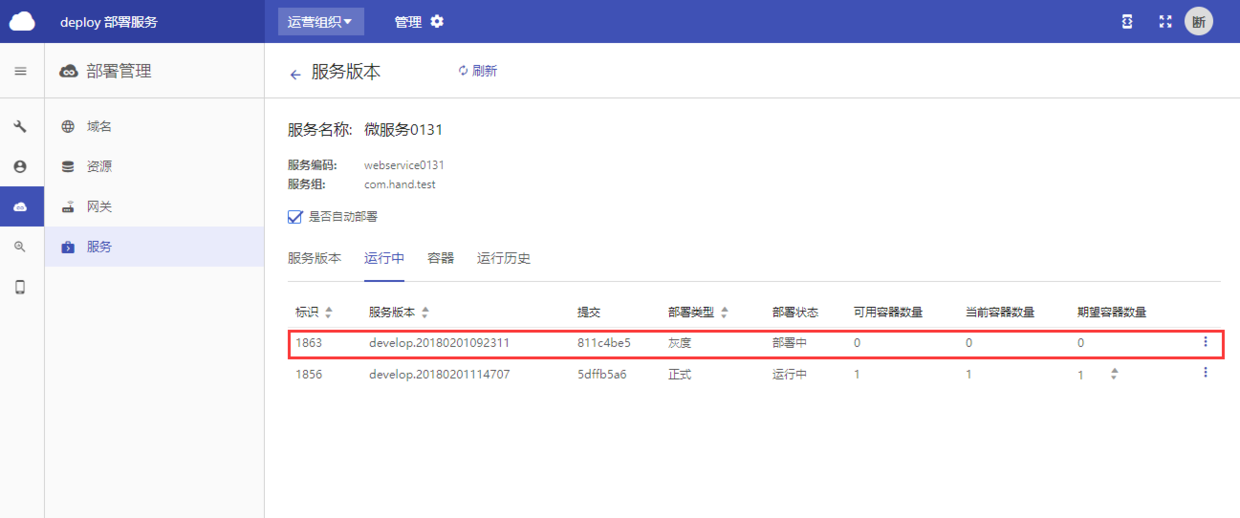 deploy 部署服务
运营组织
管理
断
部署管理
服务版本
刷新
域名
资源
网关
服务
服务名称: 微服务0131
服务编码: webservice0131
服务组: com.hand.test
是否自动部署
服务版本 运行中 容器 运行历史
标识 服务版本 提交 部署类型 部署状态 可用容器数量 当前容器数量 期望容器数量
1863 develop.20180201092311 811c4be5 灰度 部署中 0 0 0
1856 develop.20180201114707 5dffb5a6 正式 运行中 1 1 1